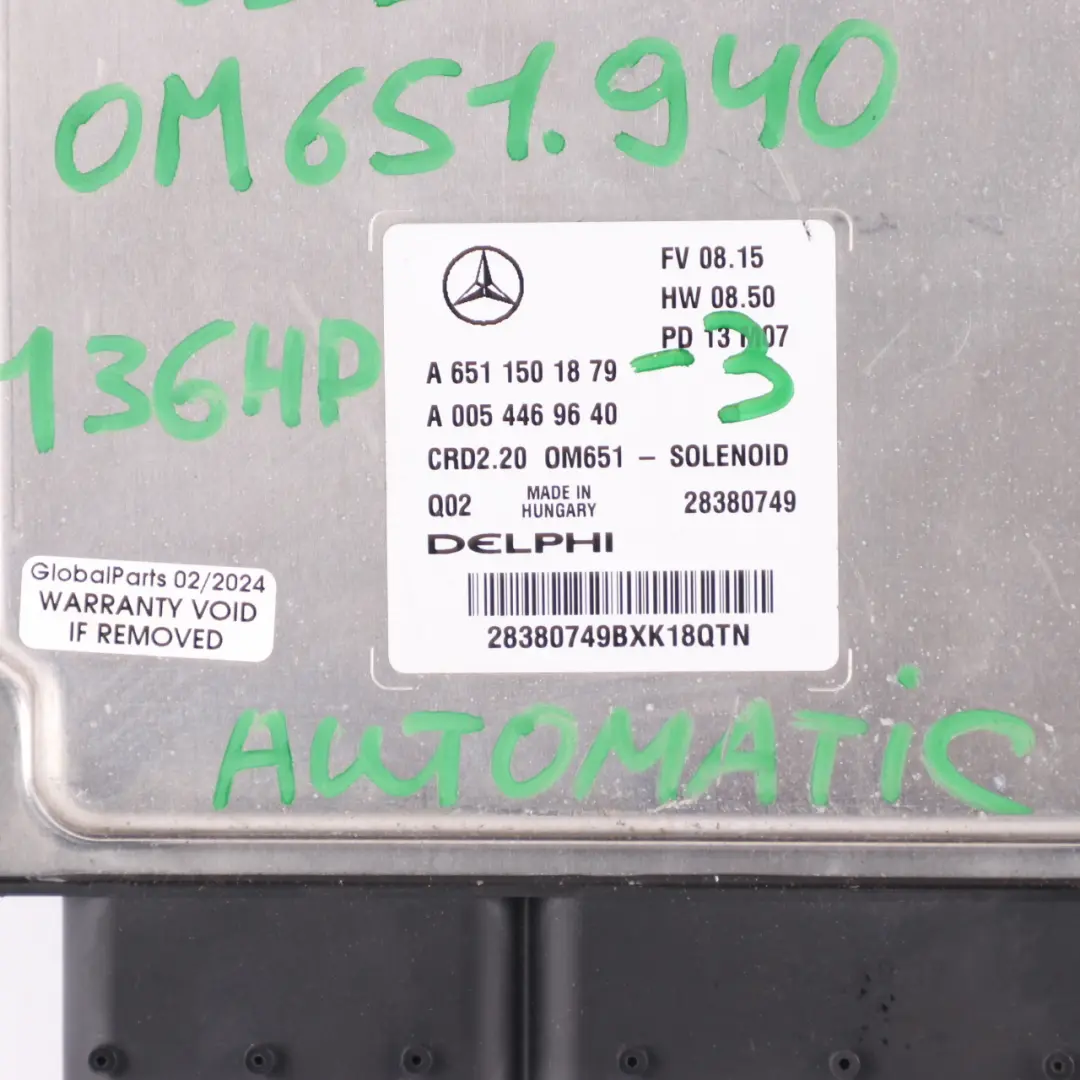 OM651.940
136HP
FV 08.15
HW 08.50
PD 13 M07
A 651 150 18 79 -3
A 005 446 96 40
CRD2.20 OM651 – SOLENOID
Q02 MADE IN HUNGARY 28380749
DELPHI
28380749BXK18QTN
GlobalParts 02/2024
WARRANTY VOID
IF REMOVED
AUTOMATIC